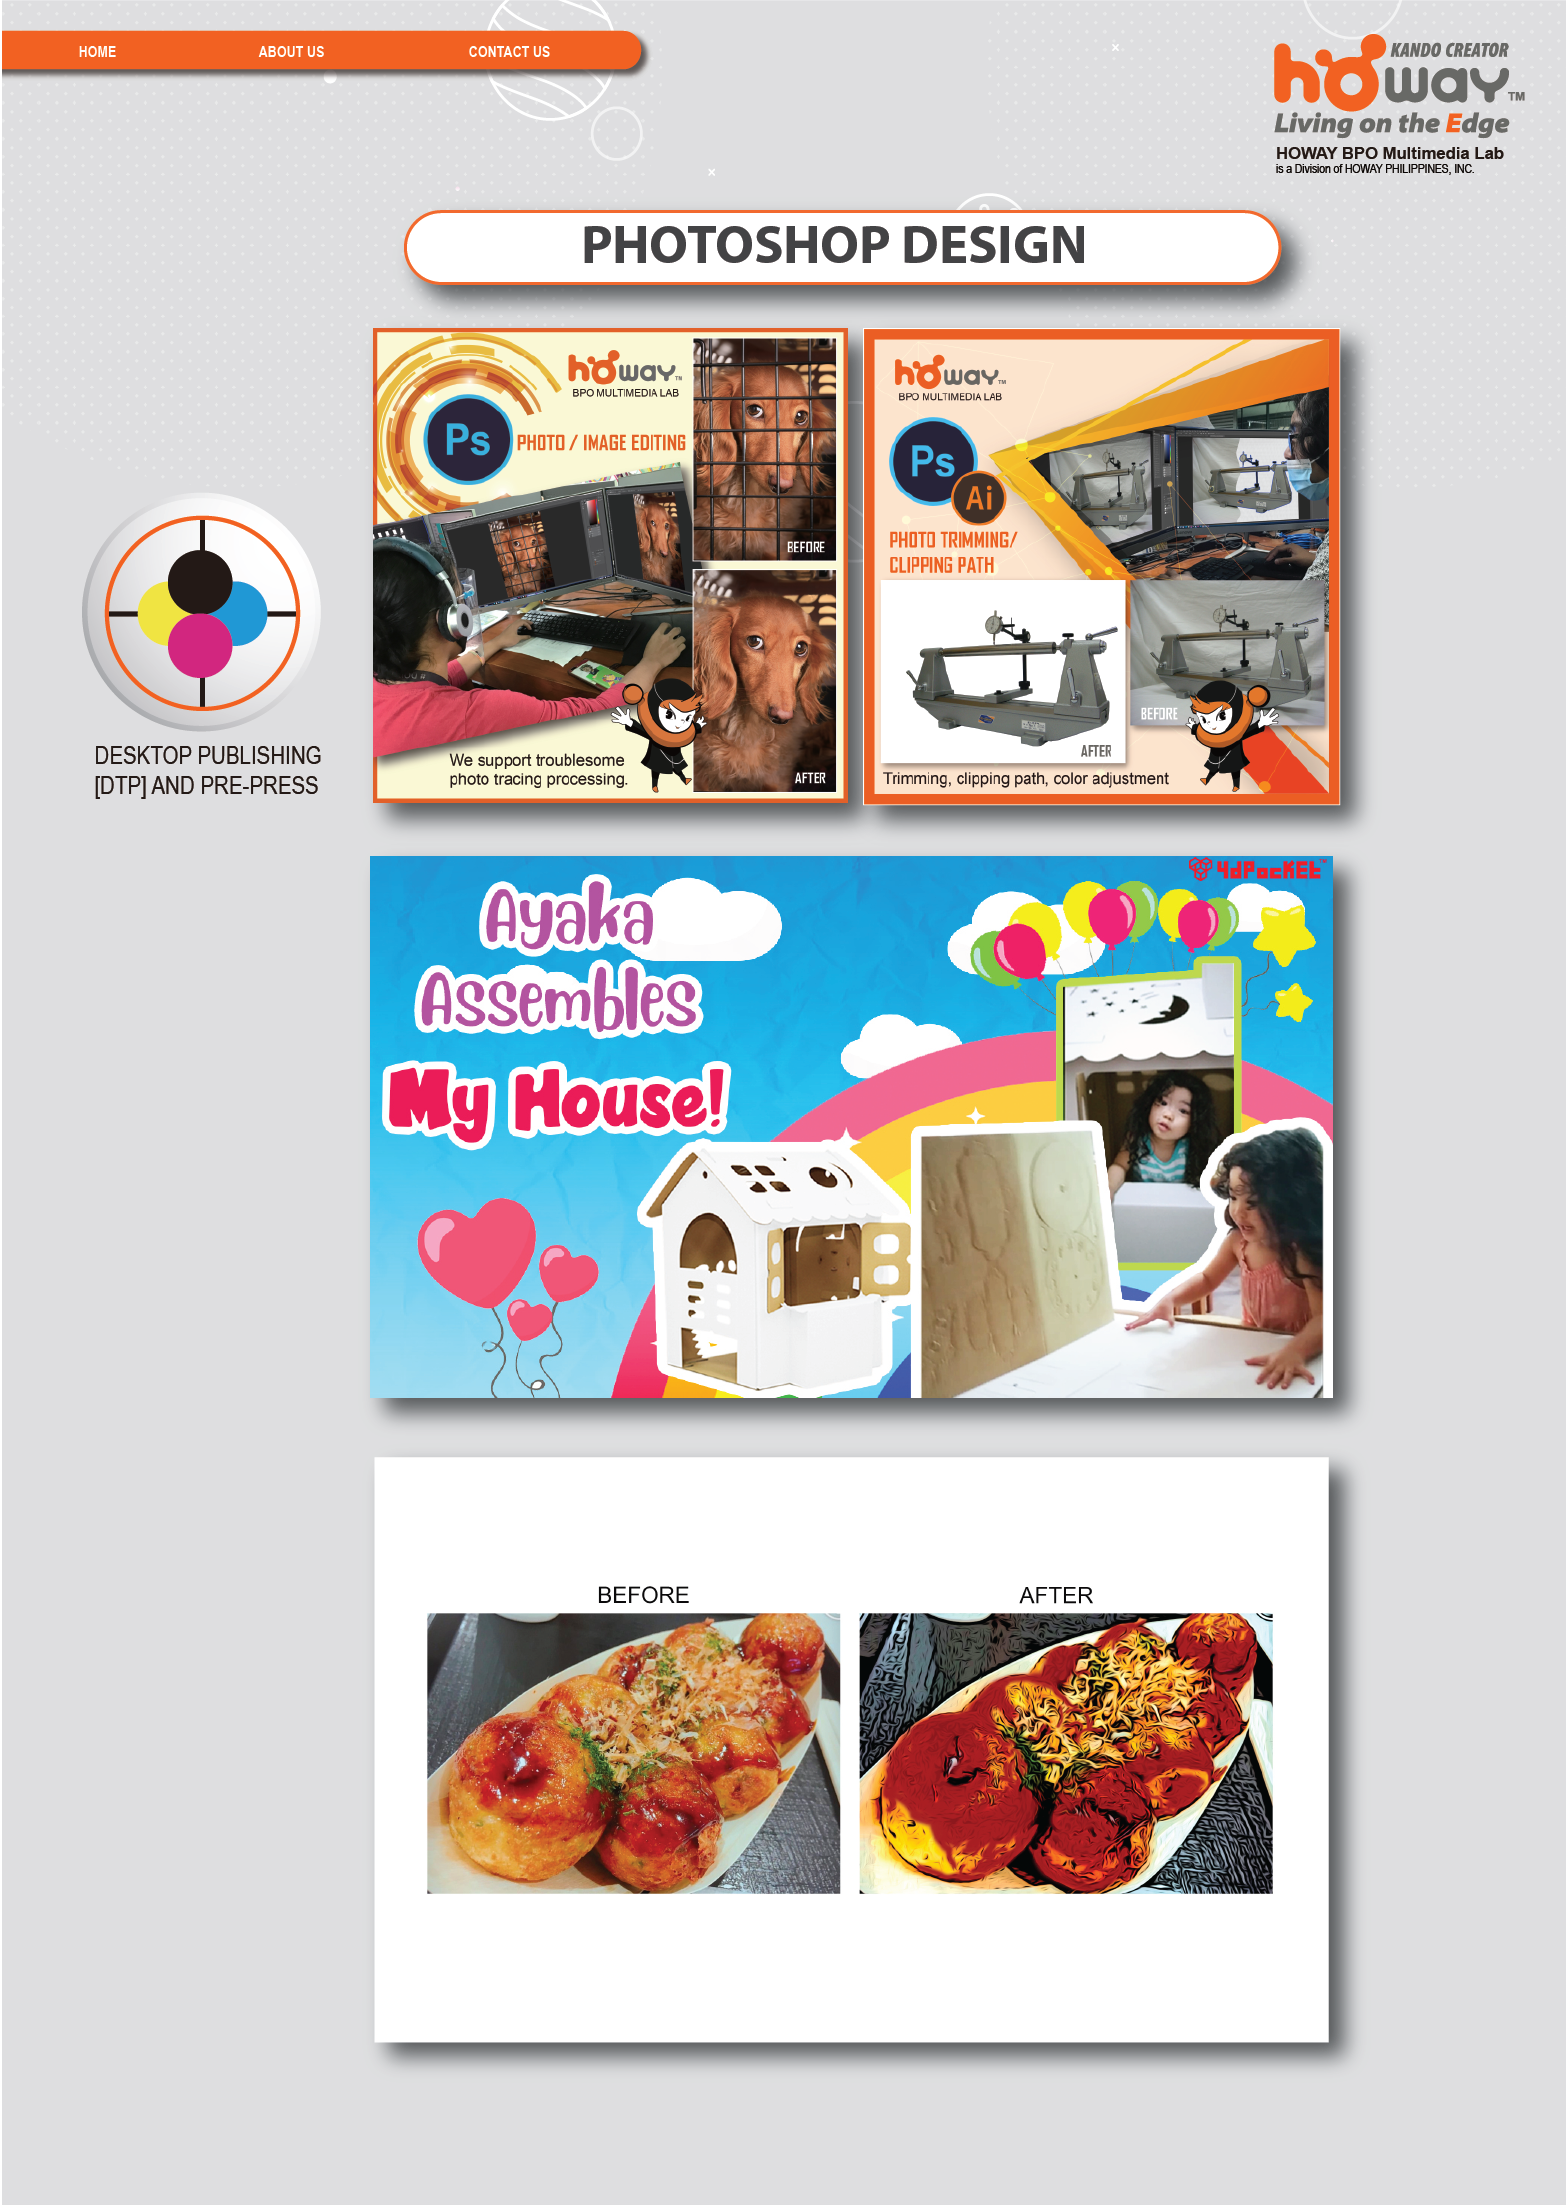 HOME
ABOUT US
CONTACT US
KANDO CREATOR
howay™
Living on the Edge
HOWAY BPO Multimedia Lab
is a Division of HOWAY PHILIPPINES, INC.
PHOTOSHOP DESIGN
DESKTOP PUBLISHING
[DTP] AND PRE-PRESS
howay™
BPO MULTIMEDIA LAB
Ps
PHOTO / IMAGE EDITING
BEFORE
AFTER
We support troublesome
photo tracing processing.
howay™
BPO MULTIMEDIA LAB
Ps
Ai
PHOTO TRIMMING/
CLIPPING PATH
BEFORE
AFTER
Trimming, clipping path, color adjustment
4dPocKEt™
Ayaka
Assembles
My House!
BEFORE
AFTER